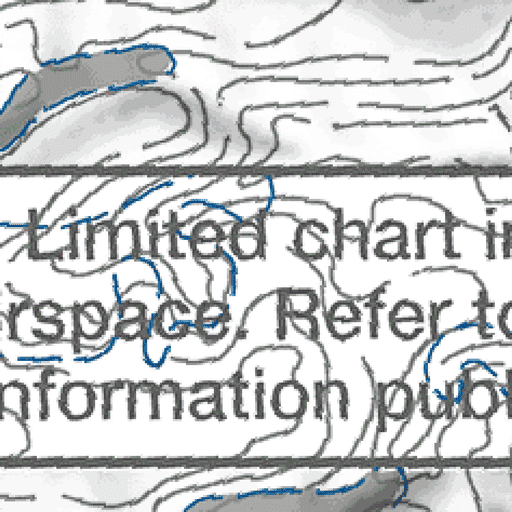 Limited chart in
rspace. Refer to
nformation publ